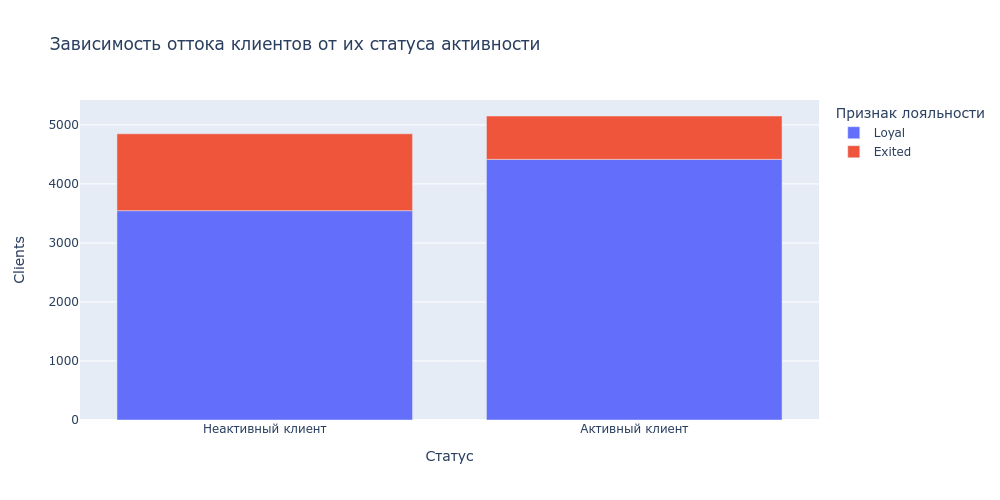 Зависимость оттока клиентов от их статуса активности
Признак лояльности
Loyal
Exited
Clients
5000
4000
3000
2000
1000
0
Неактивный клиент
Активный клиент
Статус